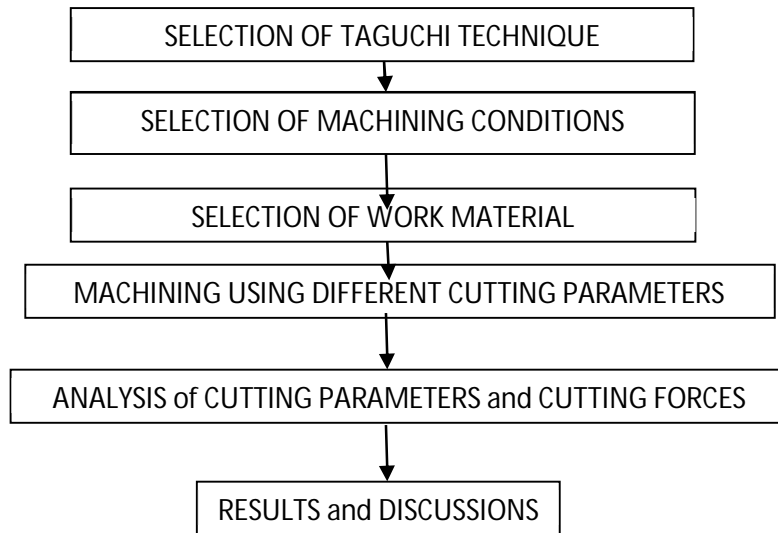 SELECTION OF TAGUCHI TECHNIQUE
SELECTION OF MACHINING CONDITIONS
SELECTION OF WORK MATERIAL
MACHINING USING DIFFERENT CUTTING PARAMETERS
ANALYSIS of CUTTING PARAMETERS and CUTTING FORCES
RESULTS and DISCUSSIONS